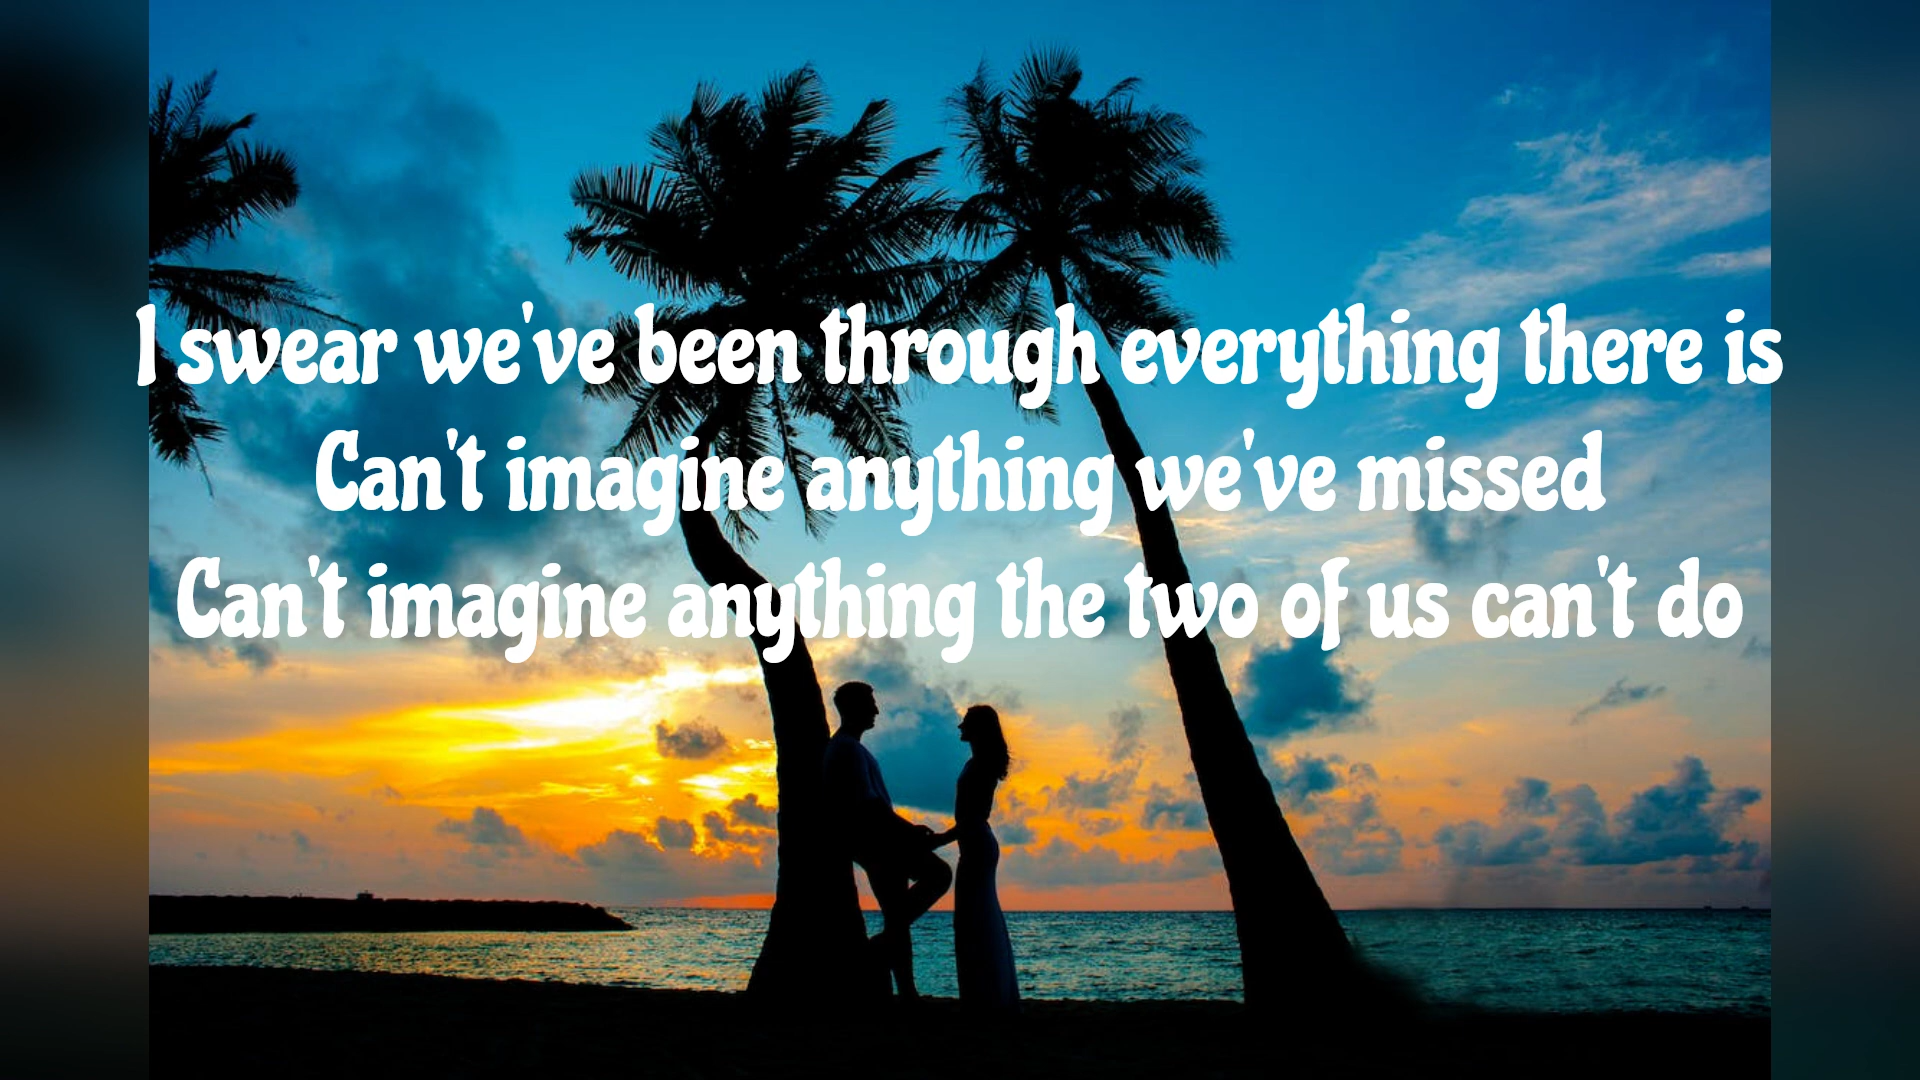 I swear we've been through everything there is
Can't imagine anything we've missed
Can't imagine anything the two of us can't do